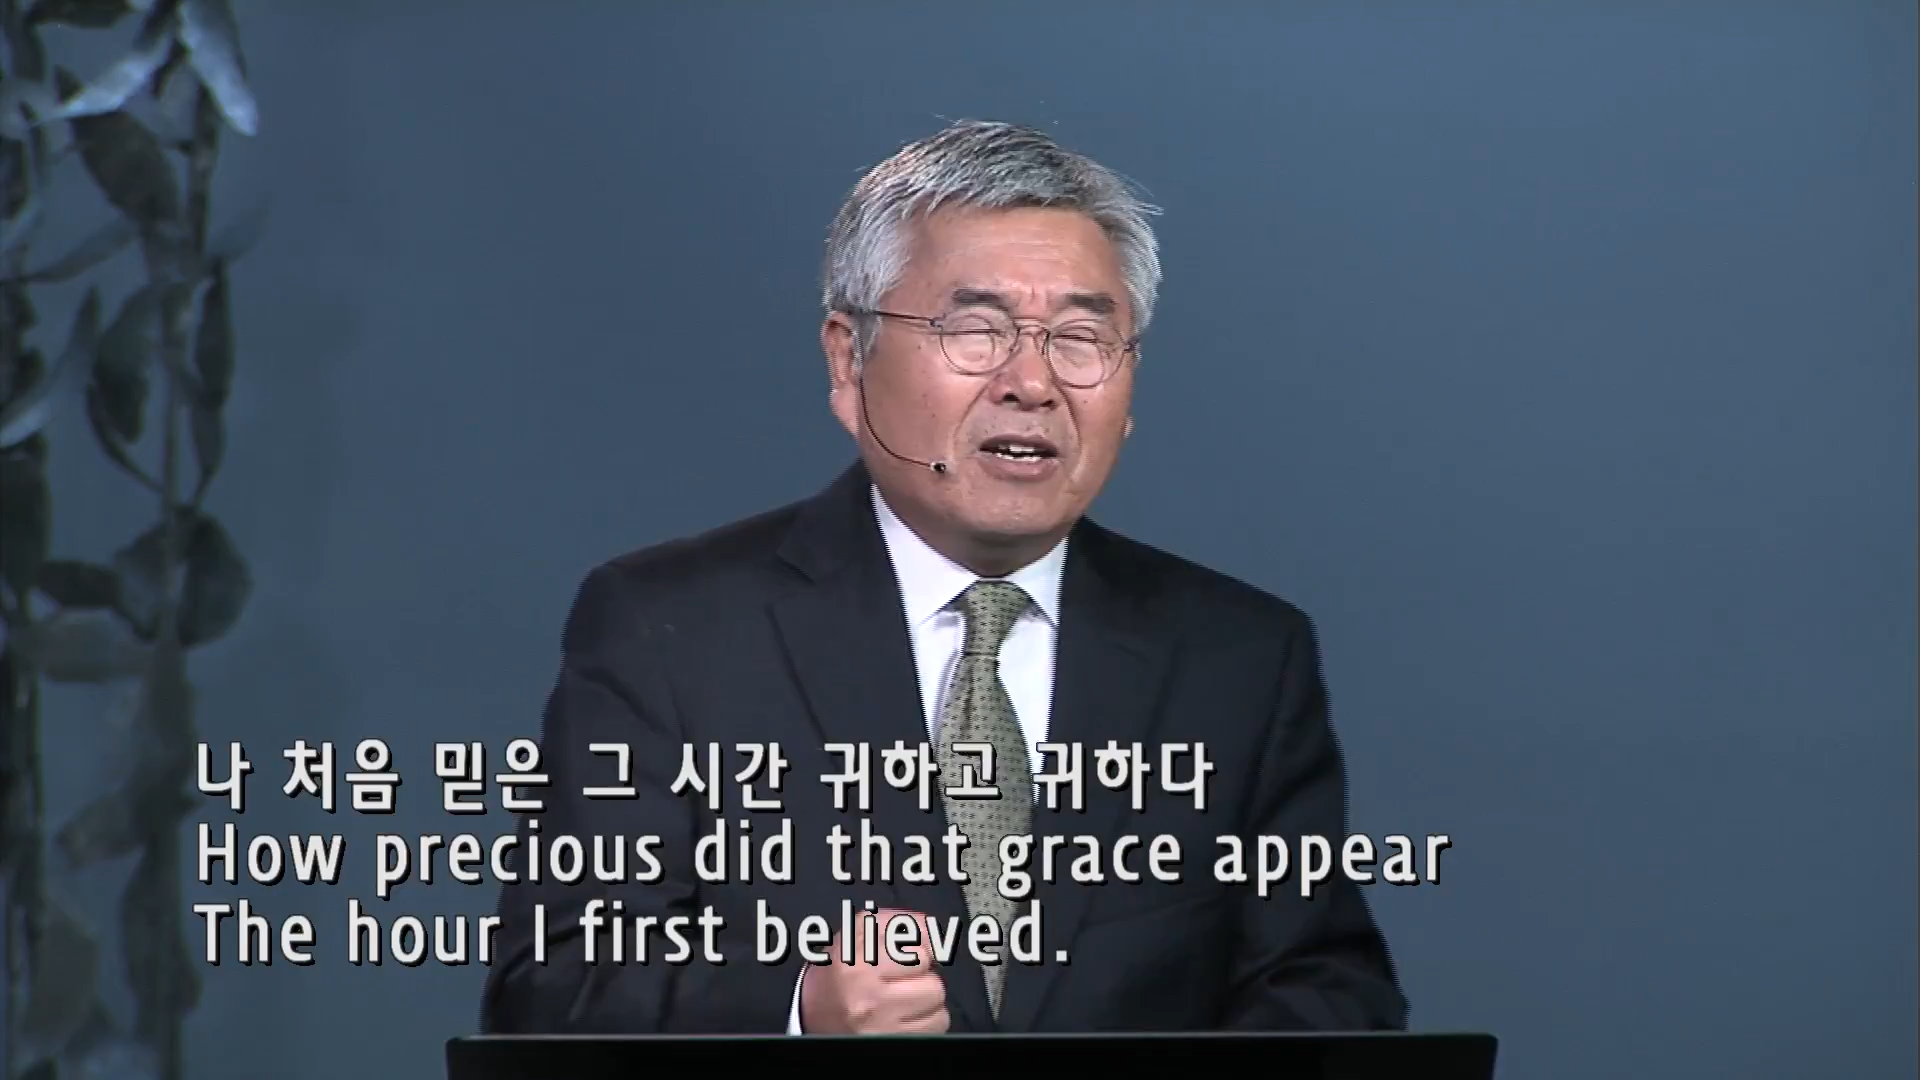 나 처음 믿은 그 시간 귀하고 귀하다
How precious did that grace appear
The hour I first believed.